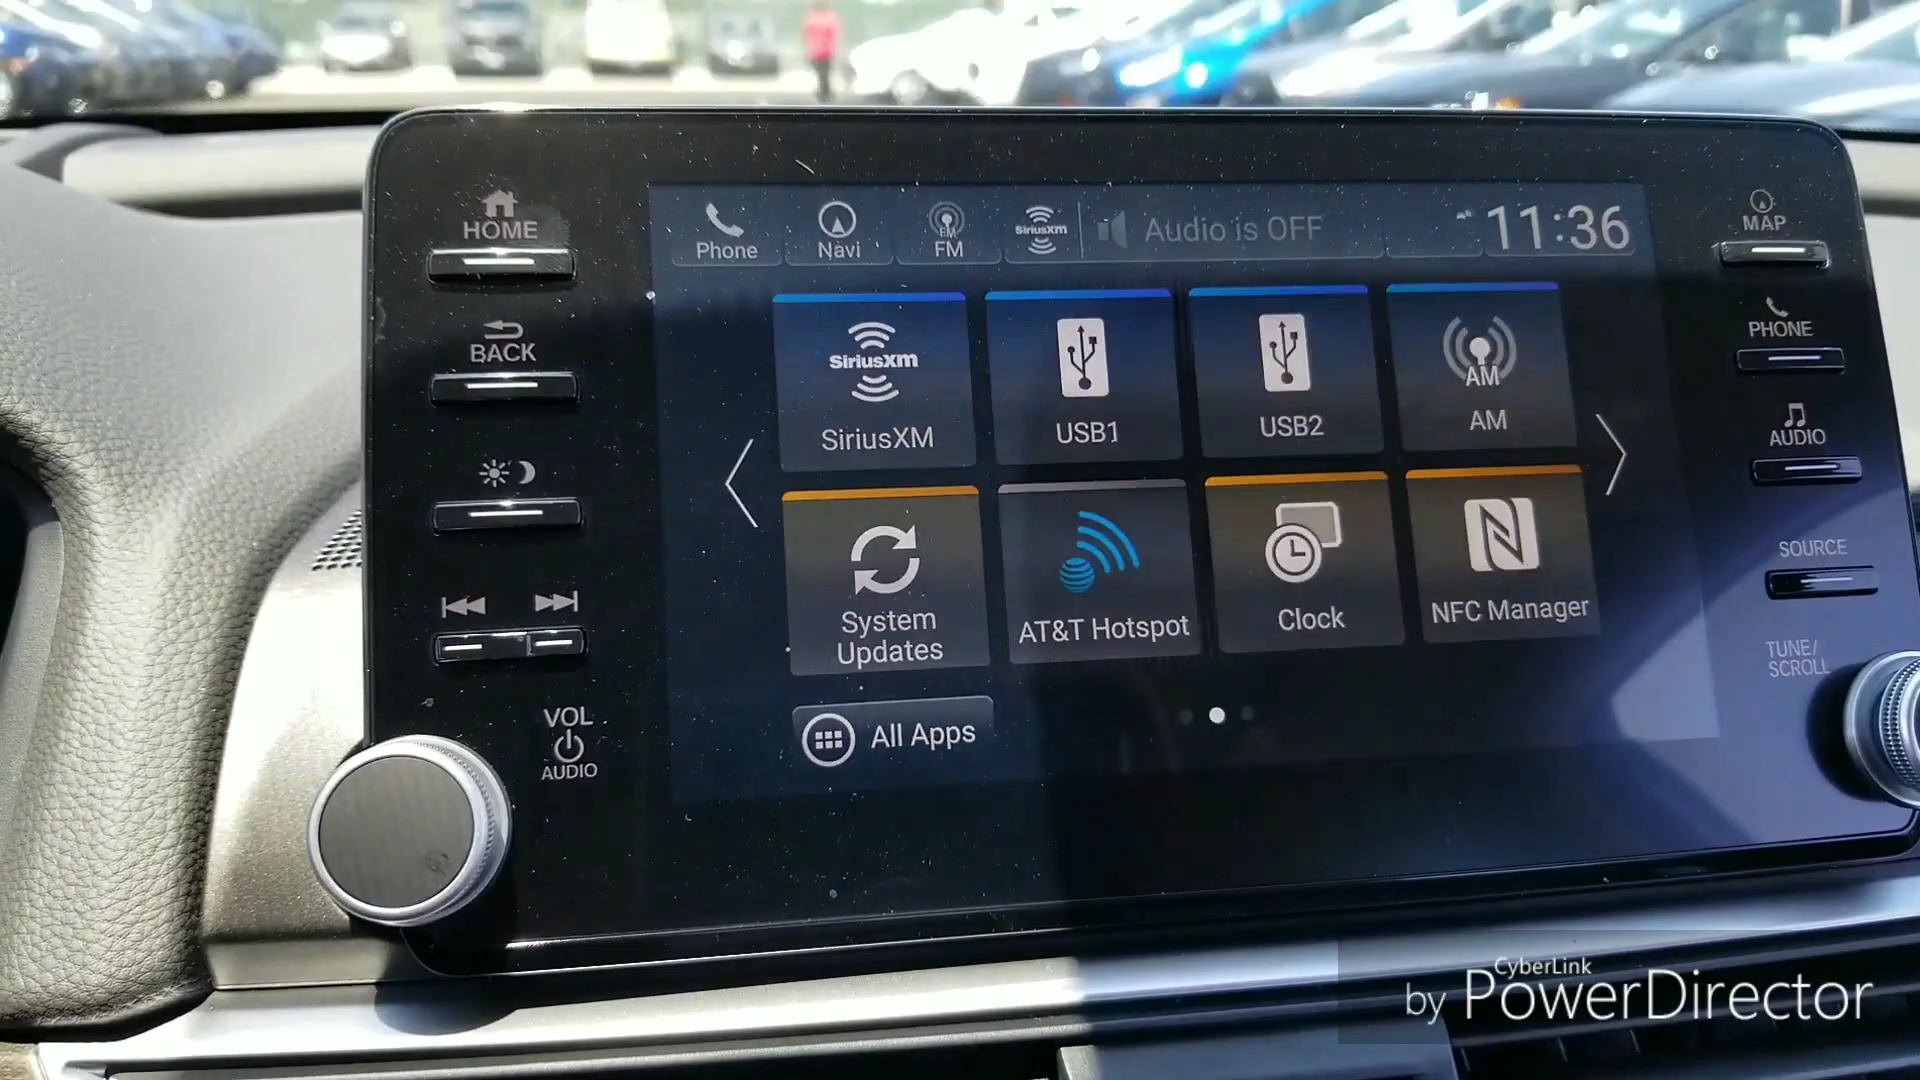 HOME
BACK
VOL
AUDIO
Phone
Navi
FM
FM
SiriusXM
Audio is OFF
11:36
SiriusXM
SiriusXM
USB1
USB2
AM
AM
System
Updates
AT&T Hotspot
Clock
NFC Manager
All Apps
MAP
PHONE
AUDIO
SOURCE
TUNE/
SCROLL
CyberLink
by PowerDirector